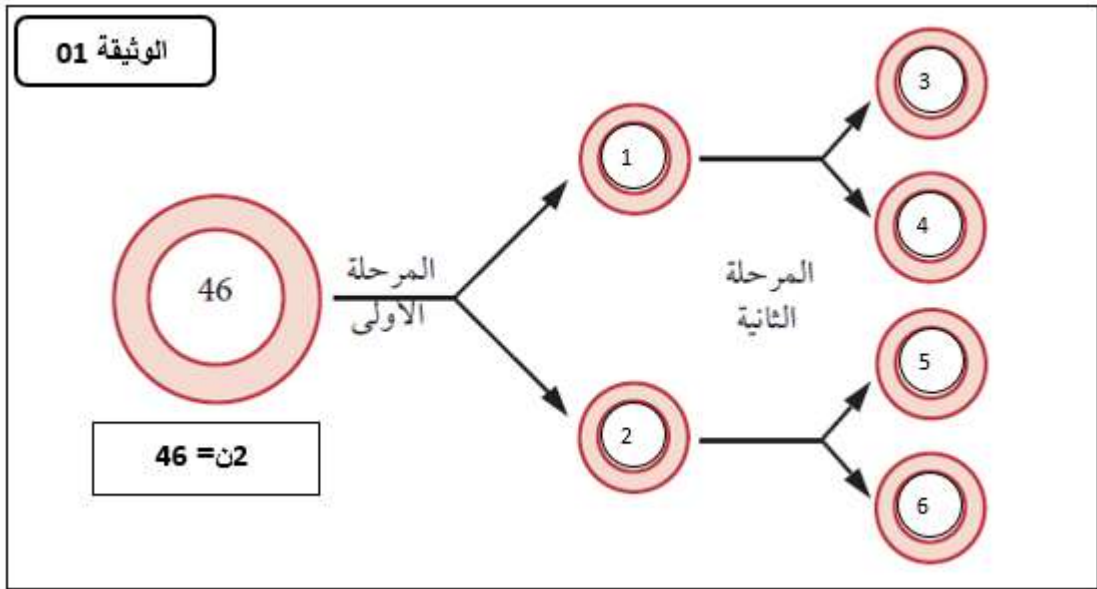 الوثيقة 01
46
2ن= 46
المرحلة
الاولى
1
2
المرحلة
الثانية
3
4
5
6